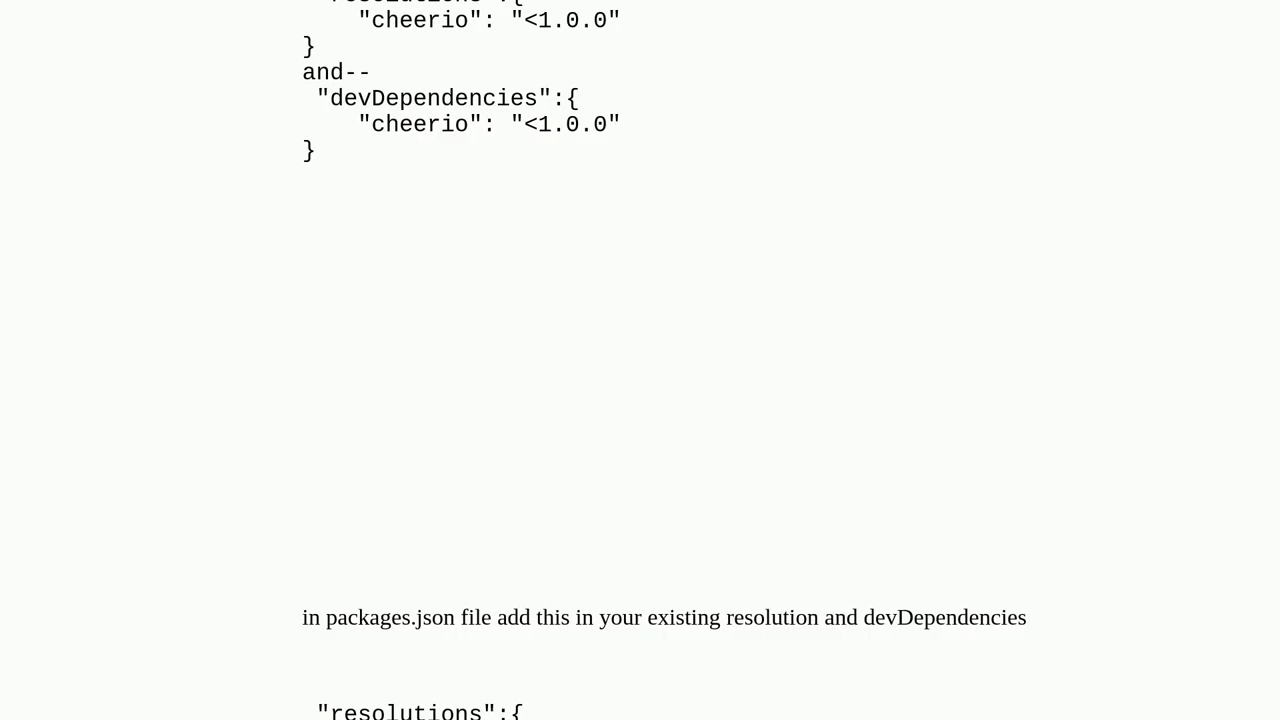 "resolutions":{
"cheerio": "<1.0.0"
}
and--
"devDependencies":{
"cheerio": "<1.0.0"
}
in packages.json file add this in your existing resolution and devDependencies
"resolutions":{